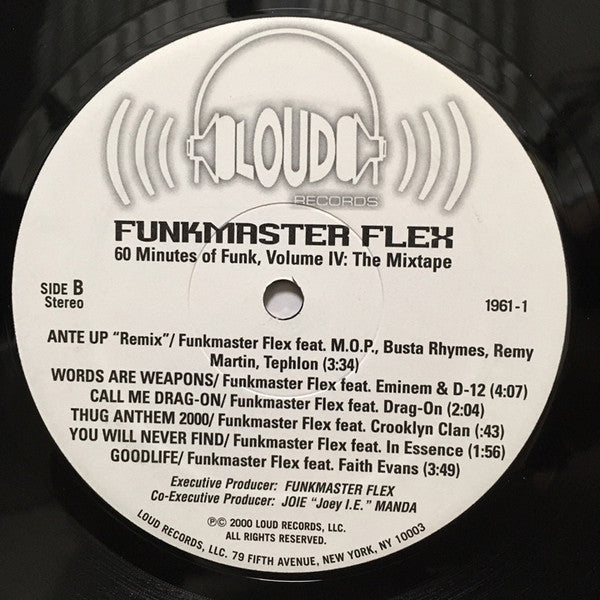 LOUD
RECORDS
FUNKMASTER FLEX
60 Minutes of Funk, Volume IV: The Mixtape
SIDE B
Stereo
1961-1
ANTE UP "Remix"/ Funkmaster Flex feat. M.O.P., Busta Rhymes, Remy
Martin, Tephlon (3:34)
WORDS ARE WEAPONS/ Funkmaster Flex feat. Eminem & D-12 (4:07)
CALL ME DRAG-ON/ Funkmaster Flex feat. Drag-On (2:04)
THUG ANTHEM 2000/ Funkmaster Flex feat. Crooklyn Clan (:43)
YOU WILL NEVER FIND/ Funkmaster Flex feat. In Essence (1:56)
GOODLIFE/ Funkmaster Flex feat. Faith Evans (3:49)
Executive Producer: FUNKMASTER FLEX
Co-Executive Producer: JOIE "Joey I.E." MANDA
℗© 2000 LOUD RECORDS, LLC.
ALL RIGHTS RESERVED.
LOUD RECORDS, LLC. 79 FIFTH AVENUE, NEW YORK, NY 10003